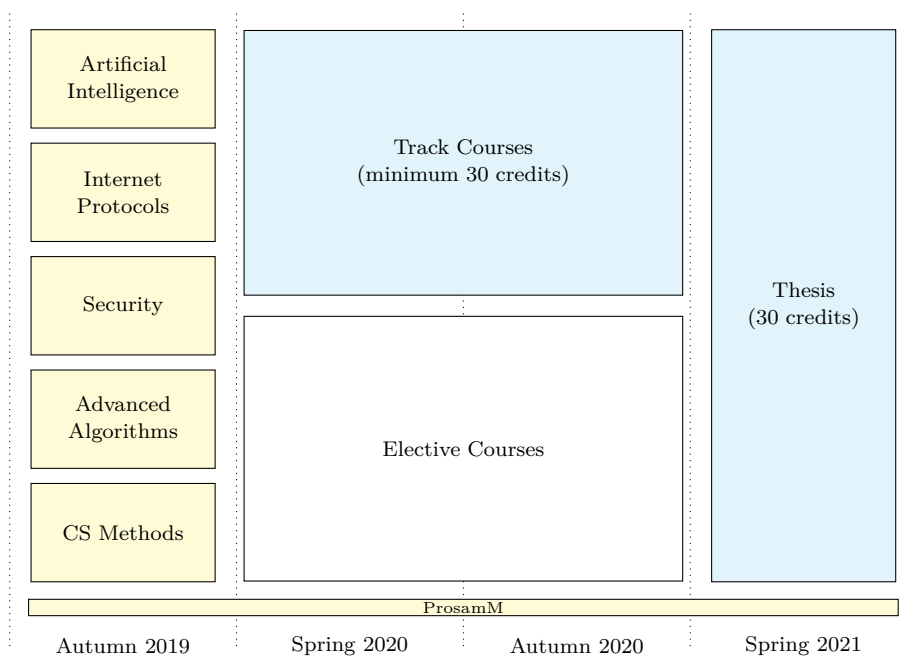 Artificial
Intelligence
Internet
Protocols
Security
Advanced
Algorithms
CS Methods
Track Courses
(minimum 30 credits)
Elective Courses
Thesis
(30 credits)
ProsamM
Autumn 2019
Spring 2020
Autumn 2020
Spring 2021